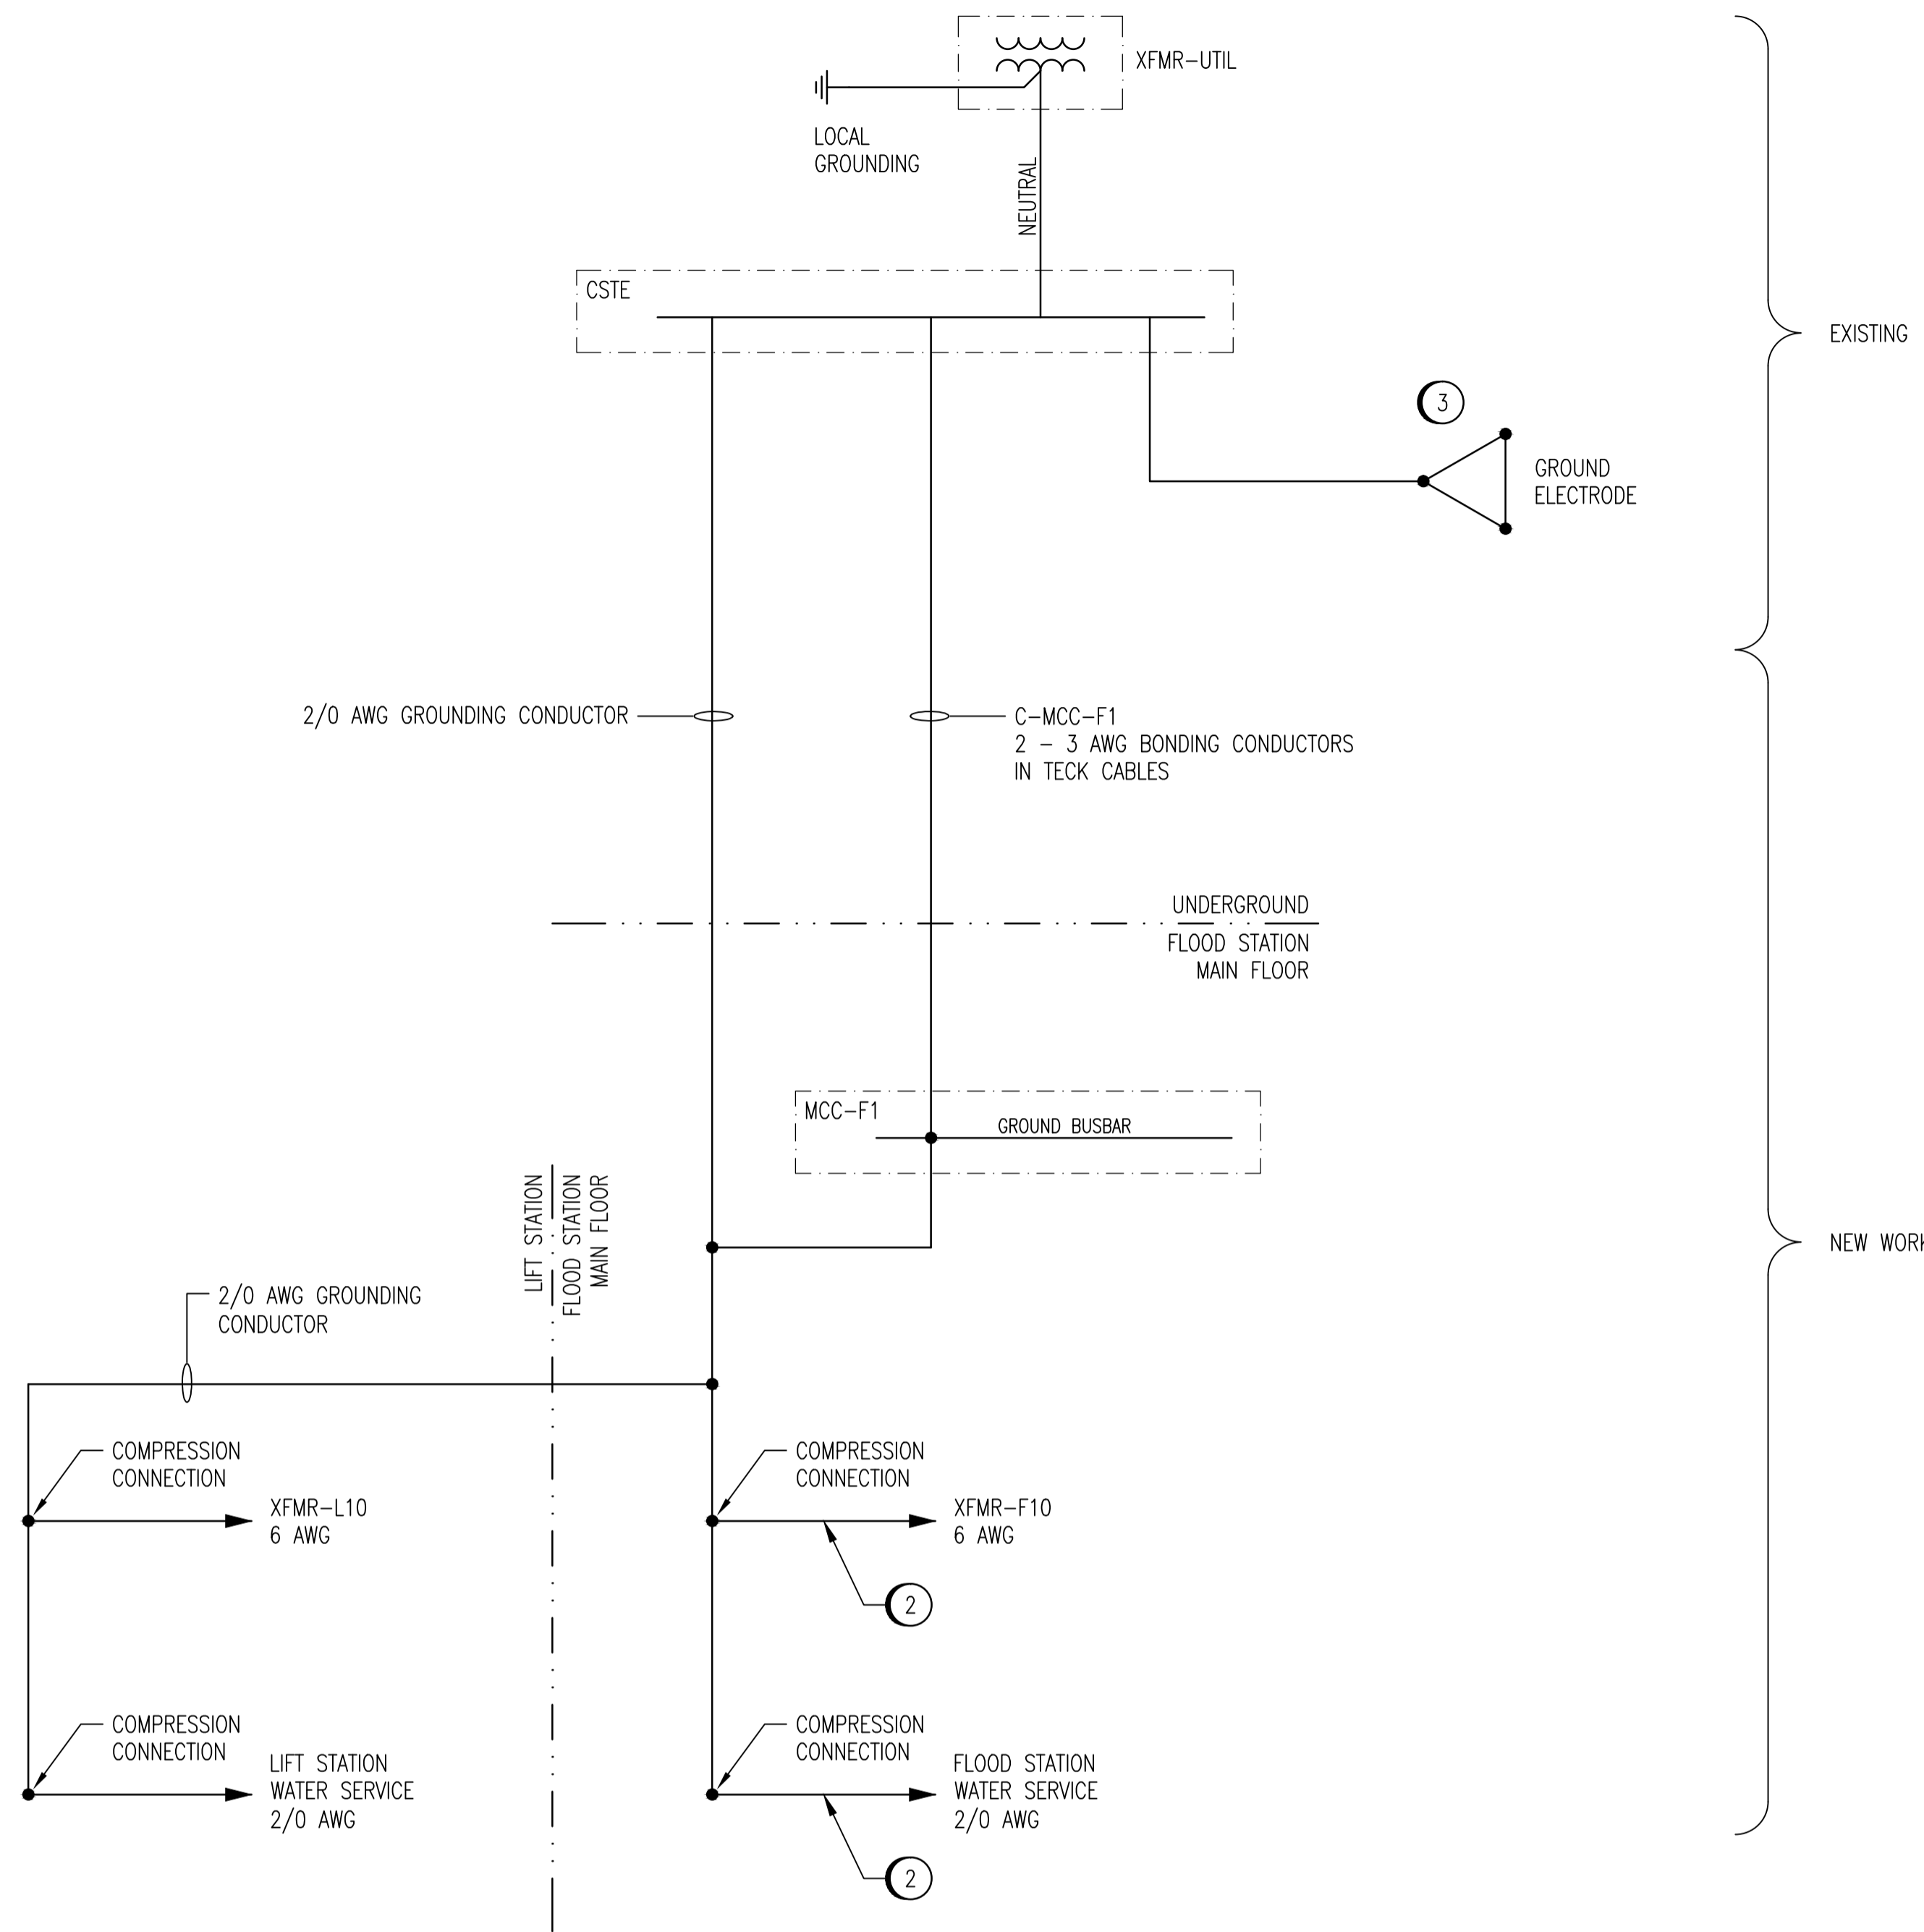 XFMR-UTIL
LOCAL
GROUNDING
NEUTRAL
CSTE
EXISTING
3
GROUND
ELECTRODE
2/0 AWG GROUNDING CONDUCTOR
C-MCC-F1
2 - 3 AWG BONDING CONDUCTORS
IN TECK CABLES
UNDERGROUND
FLOOD STATION
MAIN FLOOR
MCC-F1
GROUND BUSBAR
LIFT STATION
FLOOD STATION
MAIN FLOOR
NEW WORK
2/0 AWG GROUNDING
CONDUCTOR
COMPRESSION
CONNECTION
XFMR-L10
6 AWG
COMPRESSION
CONNECTION
XFMR-F10
6 AWG
2
COMPRESSION
CONNECTION
LIFT STATION
WATER SERVICE
2/0 AWG
COMPRESSION
CONNECTION
FLOOD STATION
WATER SERVICE
2/0 AWG
2